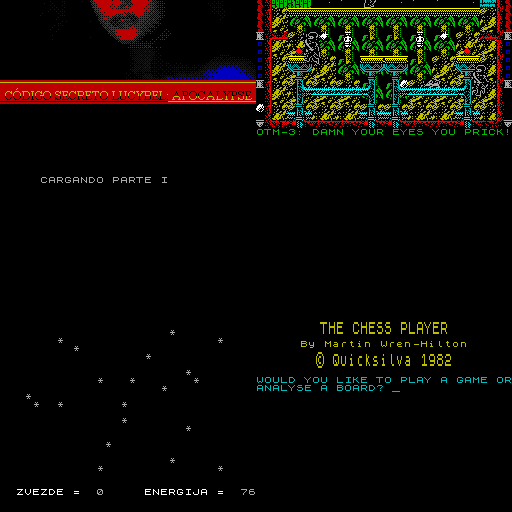 CÓDIGO SECRETO LUCYBEL: APOCALIPSE
OTM-3: DAMN YOUR EYES YOU PRICK!
CARGANDO PARTE I
THE CHESS PLAYER
By Martin Wren-Hilton
© Quicksilva 1982
WOULD YOU LIKE TO PLAY A GAME OR
ANALYSE A BOARD? _
ZVEZDE = 0 ENERGIJA = 76